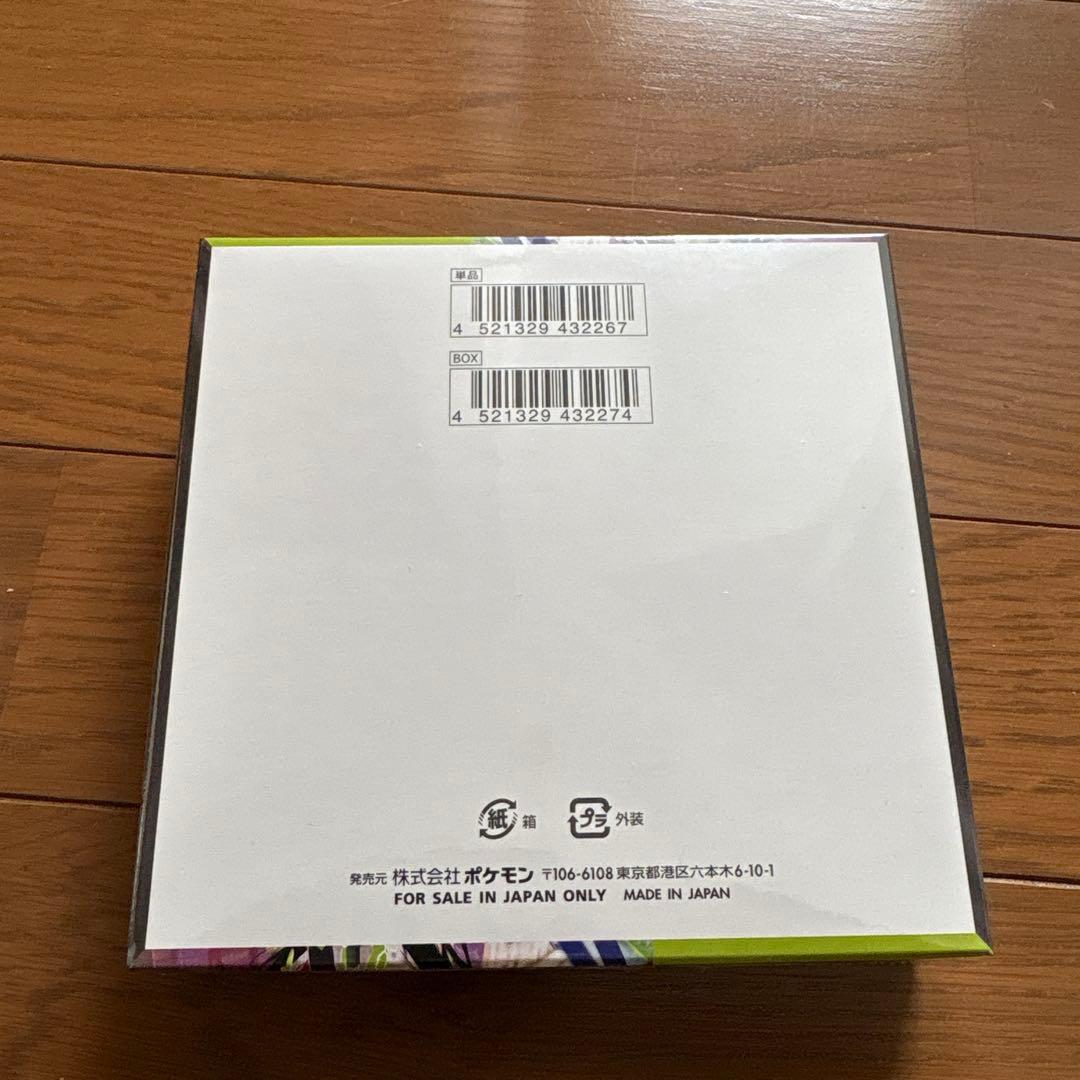 単品
4 521329 432267
BOX
4 521329 432274
紙 箱 プラ 外装
発売元 株式会社 ポケモン 〒106-6108 東京都港区六本木6-10-1
FOR SALE IN JAPAN ONLY MADE IN JAPAN